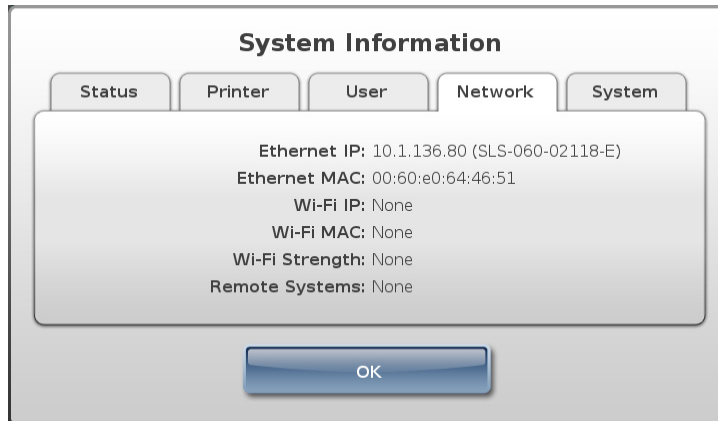 System Information
Status Printer User Network System
Ethernet IP: 10.1.136.80 (SLS-060-02118-E)
Ethernet MAC: 00:60:e0:64:46:51
Wi-Fi IP: None
Wi-Fi MAC: None
Wi-Fi Strength: None
Remote Systems: None
OK